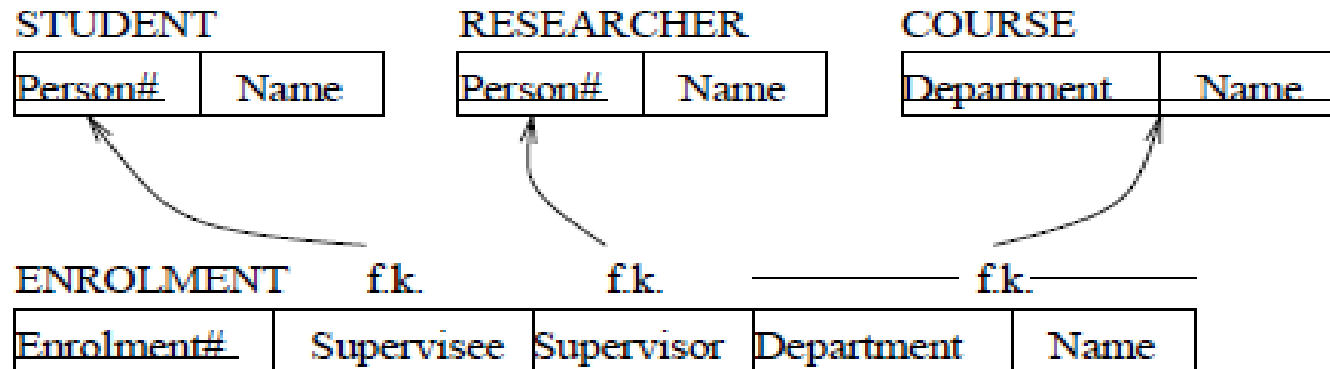 STUDENT RESEARCHER COURSE
Person# Name Person# Name Department Name
ENROLMENT f.k. f.k. f.k.
Enrolment# Supervisee Supervisor Department Name